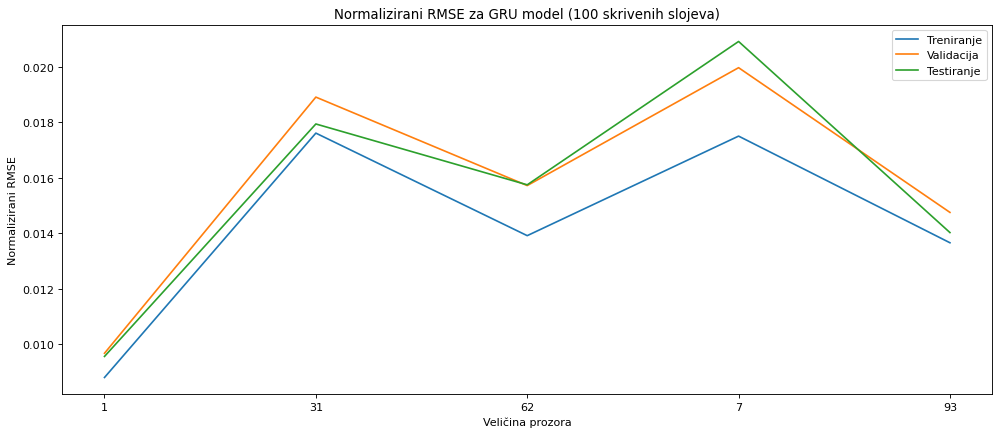 Normalizirani RMSE za GRU model (100 skrivenih slojeva)
Treniranje
Validacija
Testiranje
Normalizirani RMSE
0.020
0.018
0.016
0.014
0.012
0.010
1 31 62 7 93
Veličina prozora